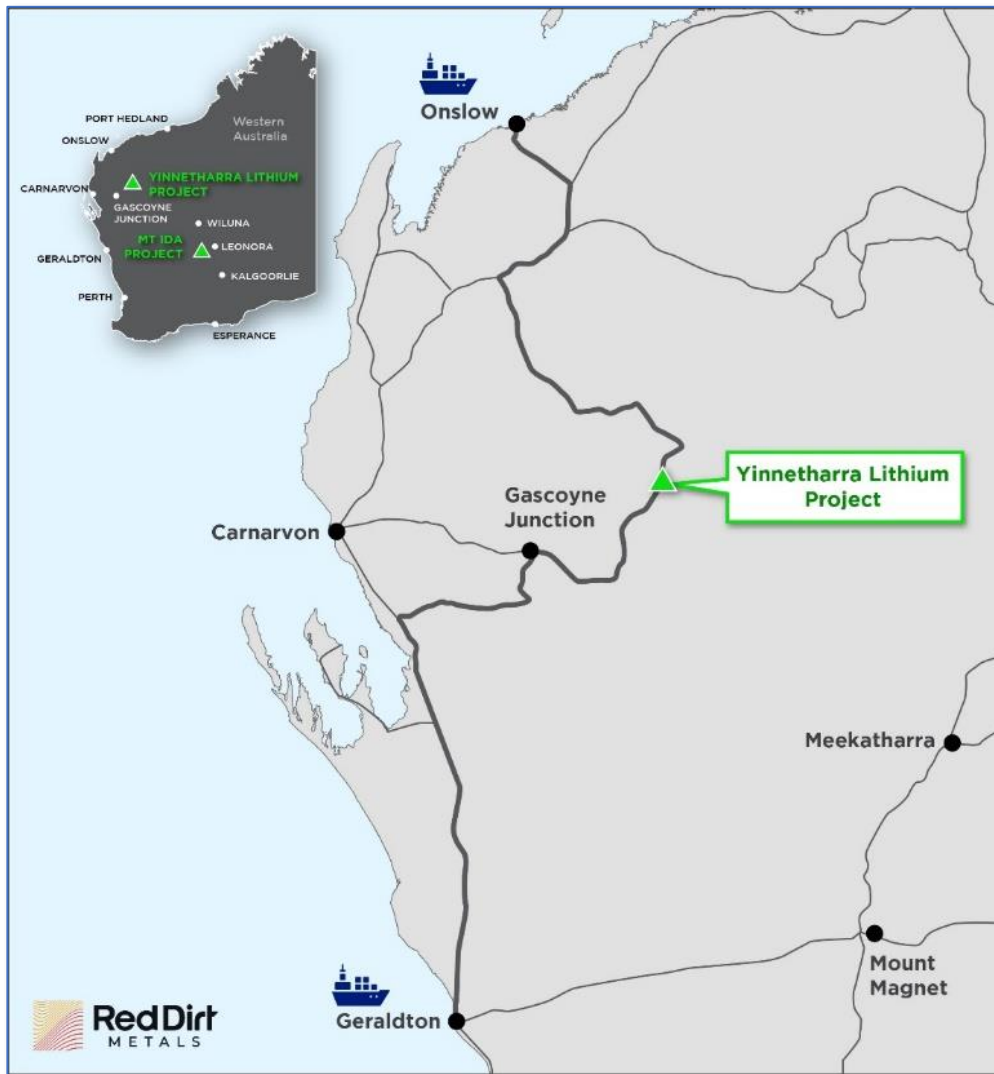 Onslow
PORT HEDLAND
Western
Australia
ONSLOW
YINNETHARRA LITHIUM
PROJECT
CARNARVON
GASCOYNE
JUNCTION
WILUNA
MT IDA
PROJECT
LEONORA
GERALDTON
KALGOORLIE
PERTH
ESPERANCE
Yinnetharra Lithium
Project
Gascoyne
Junction
Carnarvon
Meekatharra
Mount
Magnet
Geraldton
Red Dirt
METALS